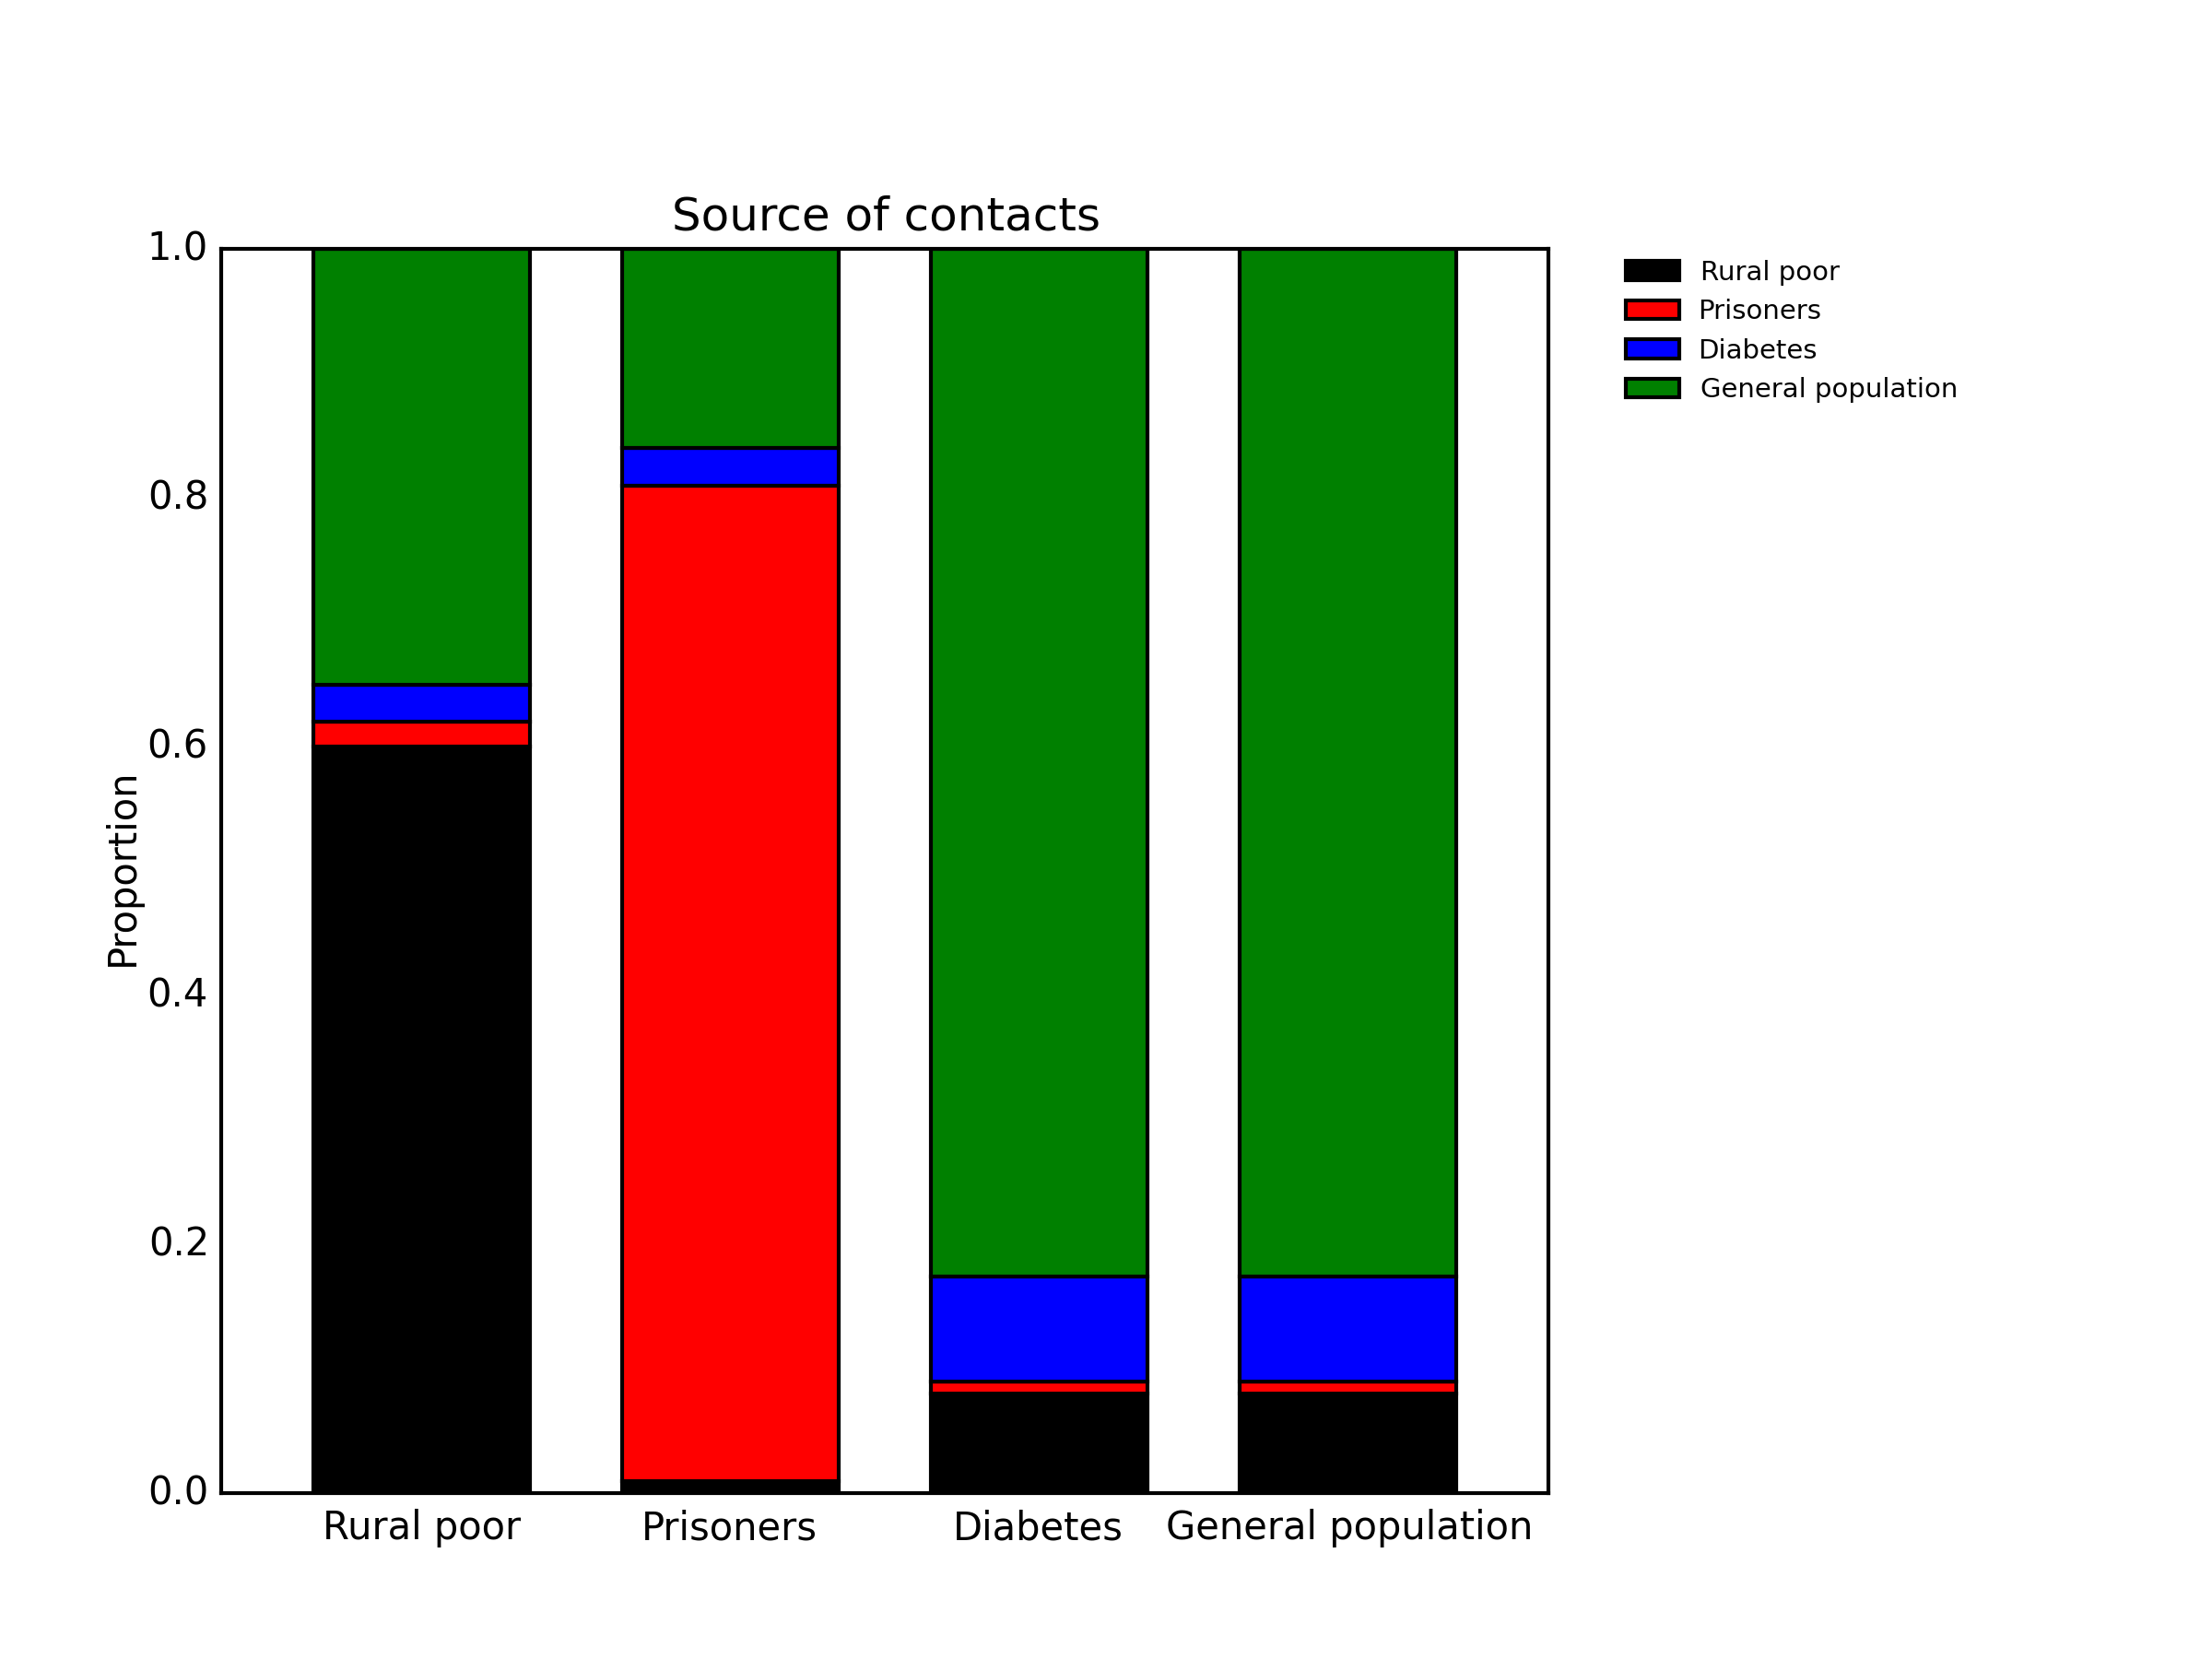 Source of contacts
1.0
0.8
0.6
0.4
0.2
0.0
Proportion
Rural poor
Prisoners
Diabetes
General population
Rural poor
Prisoners
Diabetes
General population